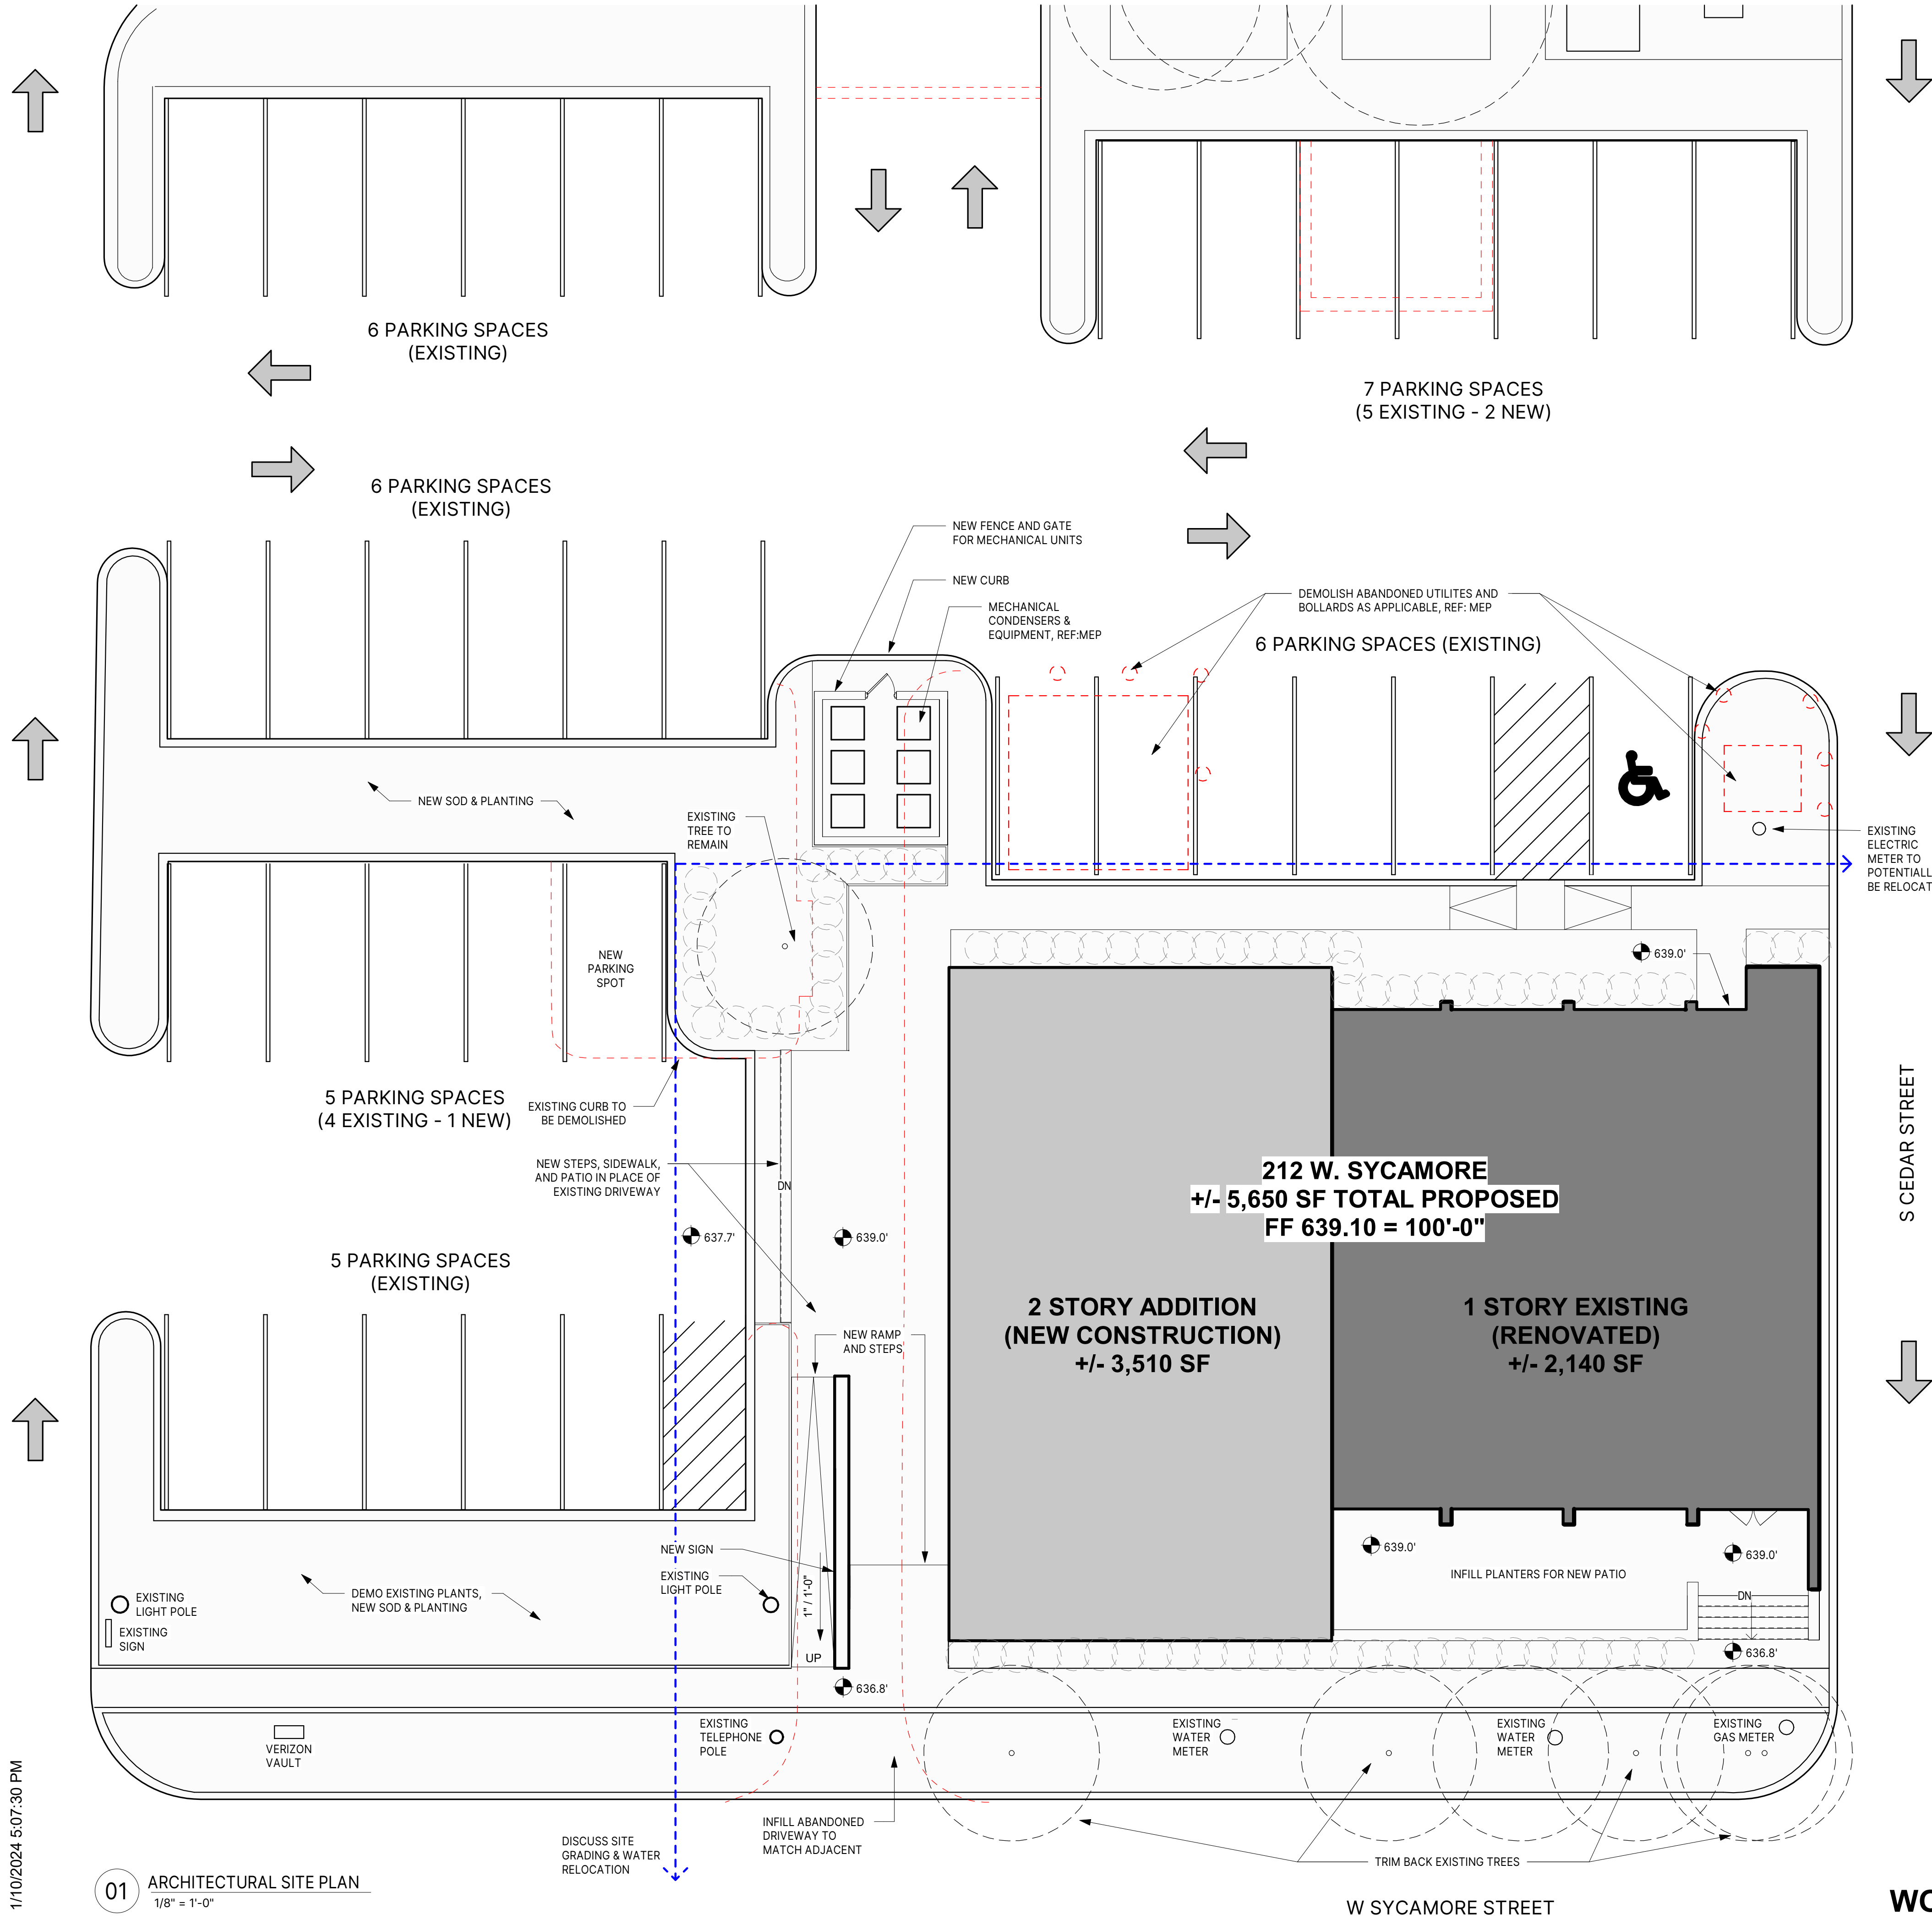 6 PARKING SPACES
(EXISTING)
7 PARKING SPACES
(5 EXISTING - 2 NEW)
6 PARKING SPACES
(EXISTING)
NEW FENCE AND GATE
FOR MECHANICAL UNITS
NEW CURB
MECHANICAL
CONDENSERS &
EQUIPMENT, REF:MEP
DEMOLISH ABANDONED UTILITES AND
BOLLARDS AS APPLICABLE, REF: MEP
6 PARKING SPACES (EXISTING)
NEW SOD & PLANTING
EXISTING
TREE TO
REMAIN
EXISTING
ELECTRIC
METER TO
POTENTIALL
BE RELOCAT
NEW
PARKING
SPOT
639.0'
5 PARKING SPACES
(4 EXISTING - 1 NEW)
EXISTING CURB TO
BE DEMOLISHED
NEW STEPS, SIDEWALK,
AND PATIO IN PLACE OF
EXISTING DRIVEWAY
DN
637.7'
639.0'
212 W. SYCAMORE
+/- 5,650 SF TOTAL PROPOSED
FF 639.10 = 100'-0"
S CEDAR STREET
5 PARKING SPACES
(EXISTING)
2 STORY ADDITION
(NEW CONSTRUCTION)
+/- 3,510 SF
1 STORY EXISTING
(RENOVATED)
+/- 2,140 SF
NEW RAMP
AND STEPS
NEW SIGN
EXISTING
LIGHT POLE
1" / 1'-0"
UP
636.8'
639.0'
639.0'
INFILL PLANTERS FOR NEW PATIO
DN
636.8'
EXISTING
LIGHT POLE
EXISTING
SIGN
DEMO EXISTING PLANTS,
NEW SOD & PLANTING
VERIZON
VAULT
EXISTING
TELEPHONE
POLE
EXISTING
WATER
METER
EXISTING
WATER
METER
EXISTING
GAS METER
INFILL ABANDONED
DRIVEWAY TO
MATCH ADJACENT
DISCUSS SITE
GRADING & WATER
RELOCATION
TRIM BACK EXISTING TREES
1/10/2024 5:07:30 PM
01
ARCHITECTURAL SITE PLAN
1/8" = 1'-0"
W SYCAMORE STREET